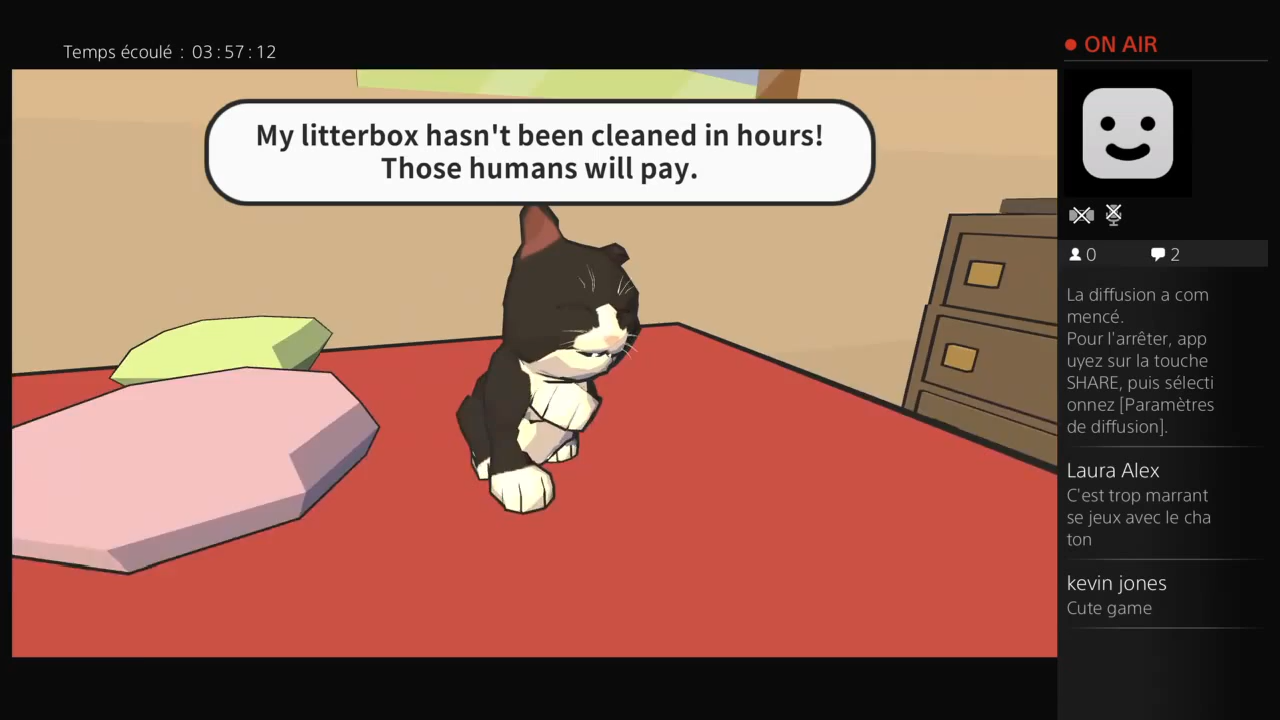 Temps écoulé : 03:57:12
ON AIR
My litterbox hasn't been cleaned in hours!
Those humans will pay.
0 2
La diffusion a com
mencé.
Pour l'arrêter, app
uyez sur la touche
SHARE, puis sélecti
onnez [Paramètres
de diffusion].
Laura Alex
C'est trop marrant
se jeux avec le cha
ton
kevin jones
Cute game